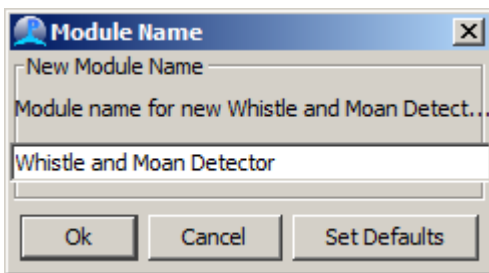 Module Name
New Module Name
Module name for new Whistle and Moan Detect...
Whistle and Moan Detector
Ok Cancel Set Defaults